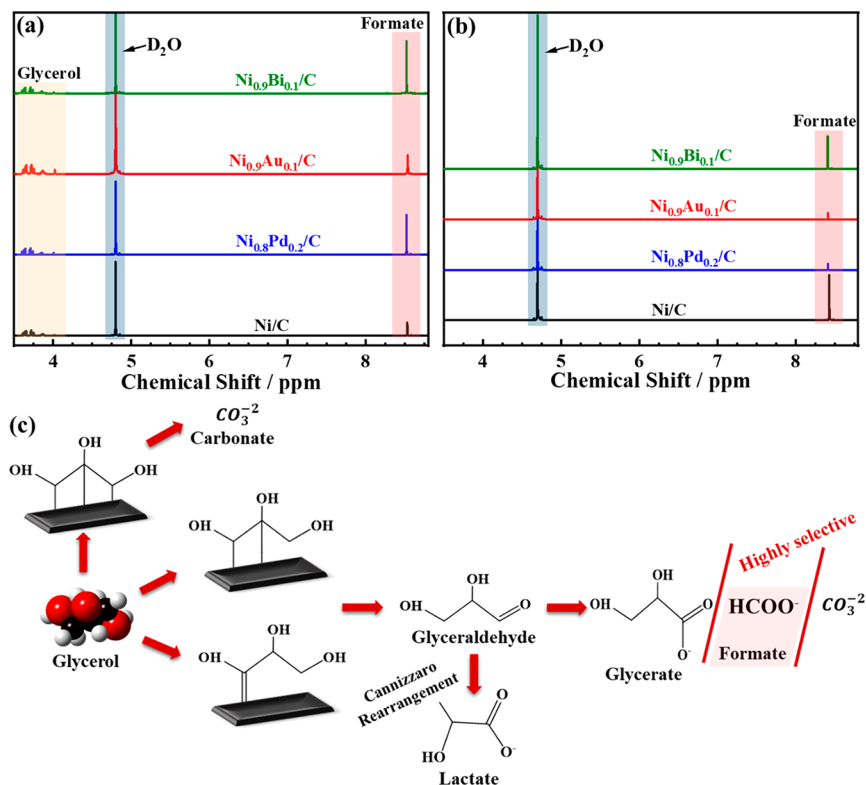 (a)
Formate
D₂O
Glycerol
Ni₀.₉Bi₀.₁/C
Ni₀.₉Au₀.₁/C
Ni₀.₈Pd₀.₂/C
Ni/C
4 5 6 7 8
Chemical Shift / ppm
(b)
D₂O
Formate
Ni₀.₉Bi₀.₁/C
Ni₀.₉Au₀.₁/C
Ni₀.₈Pd₀.₂/C
Ni/C
4 5 6 7 8
Chemical Shift / ppm
(c)
CO₃⁻²
Carbonate
OH
OH OH
OH
OH OH
Glycerol
OH
OH OH
OH
HO O
Glyceraldehyde
Cannizzaro
Rearrangement
O
O⁻
HO
Lactate
OH
HO O
O⁻
Glycerate
Highly selective
HCOO⁻
Formate
CO₃⁻²